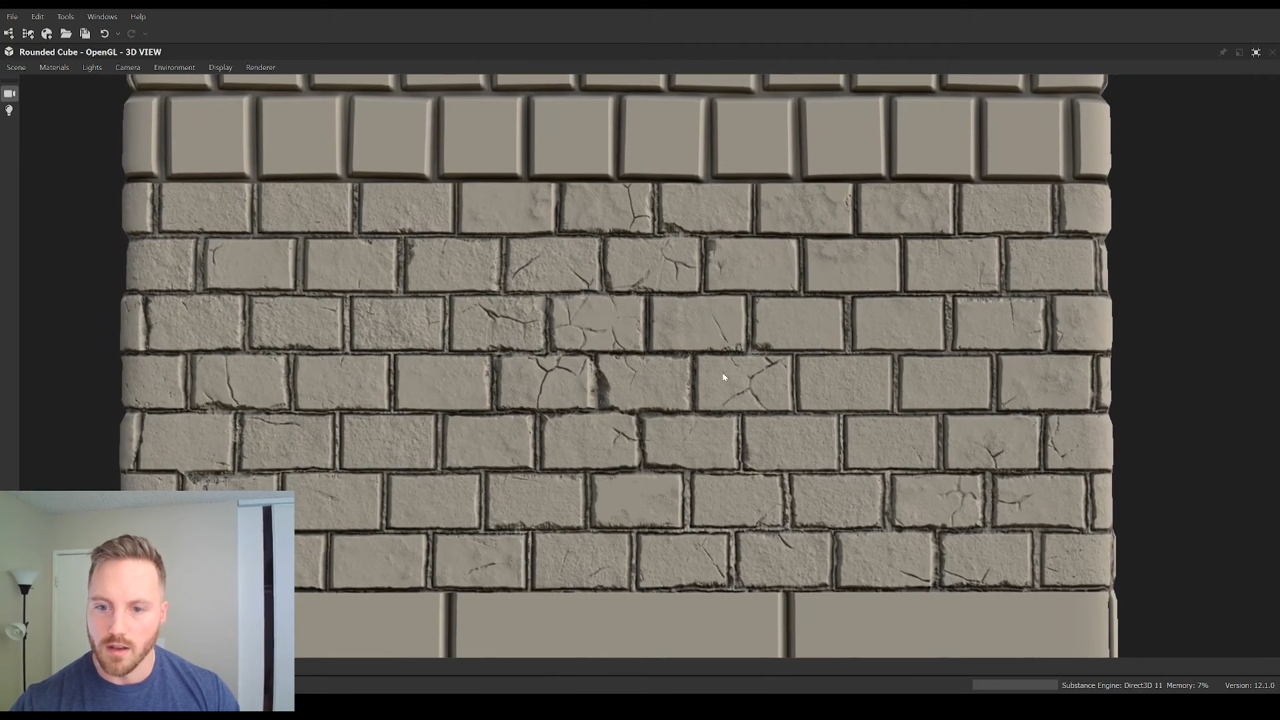 File Edit Tools Windows Help
Rounded Cube - OpenGL - 3D VIEW
Scene Materials Lights Camera Environment Display Renderer
Substance Engine: Direct3D 11 Memory: 7% Version: 12.1.0